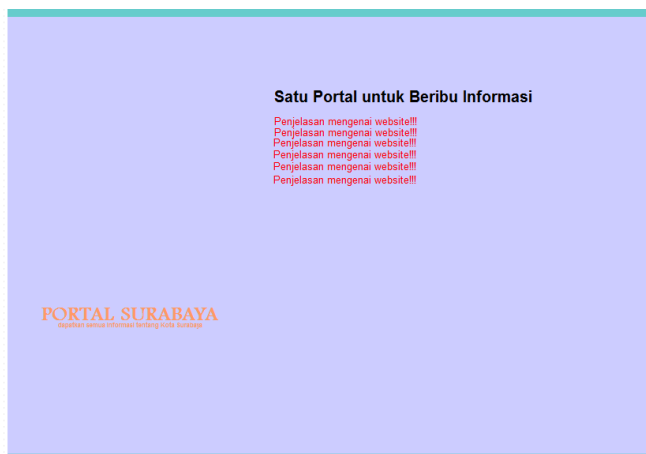 Satu Portal untuk Beribu Informasi
Penjelasan mengenai website!!!
Penjelasan mengenai website!!!
Penjelasan mengenai website!!!
Penjelasan mengenai website!!!
Penjelasan mengenai website!!!
Penjelasan mengenai website!!!
PORTAL SURABAYA
dapatkan semua informasi tentang Kota Surabaya